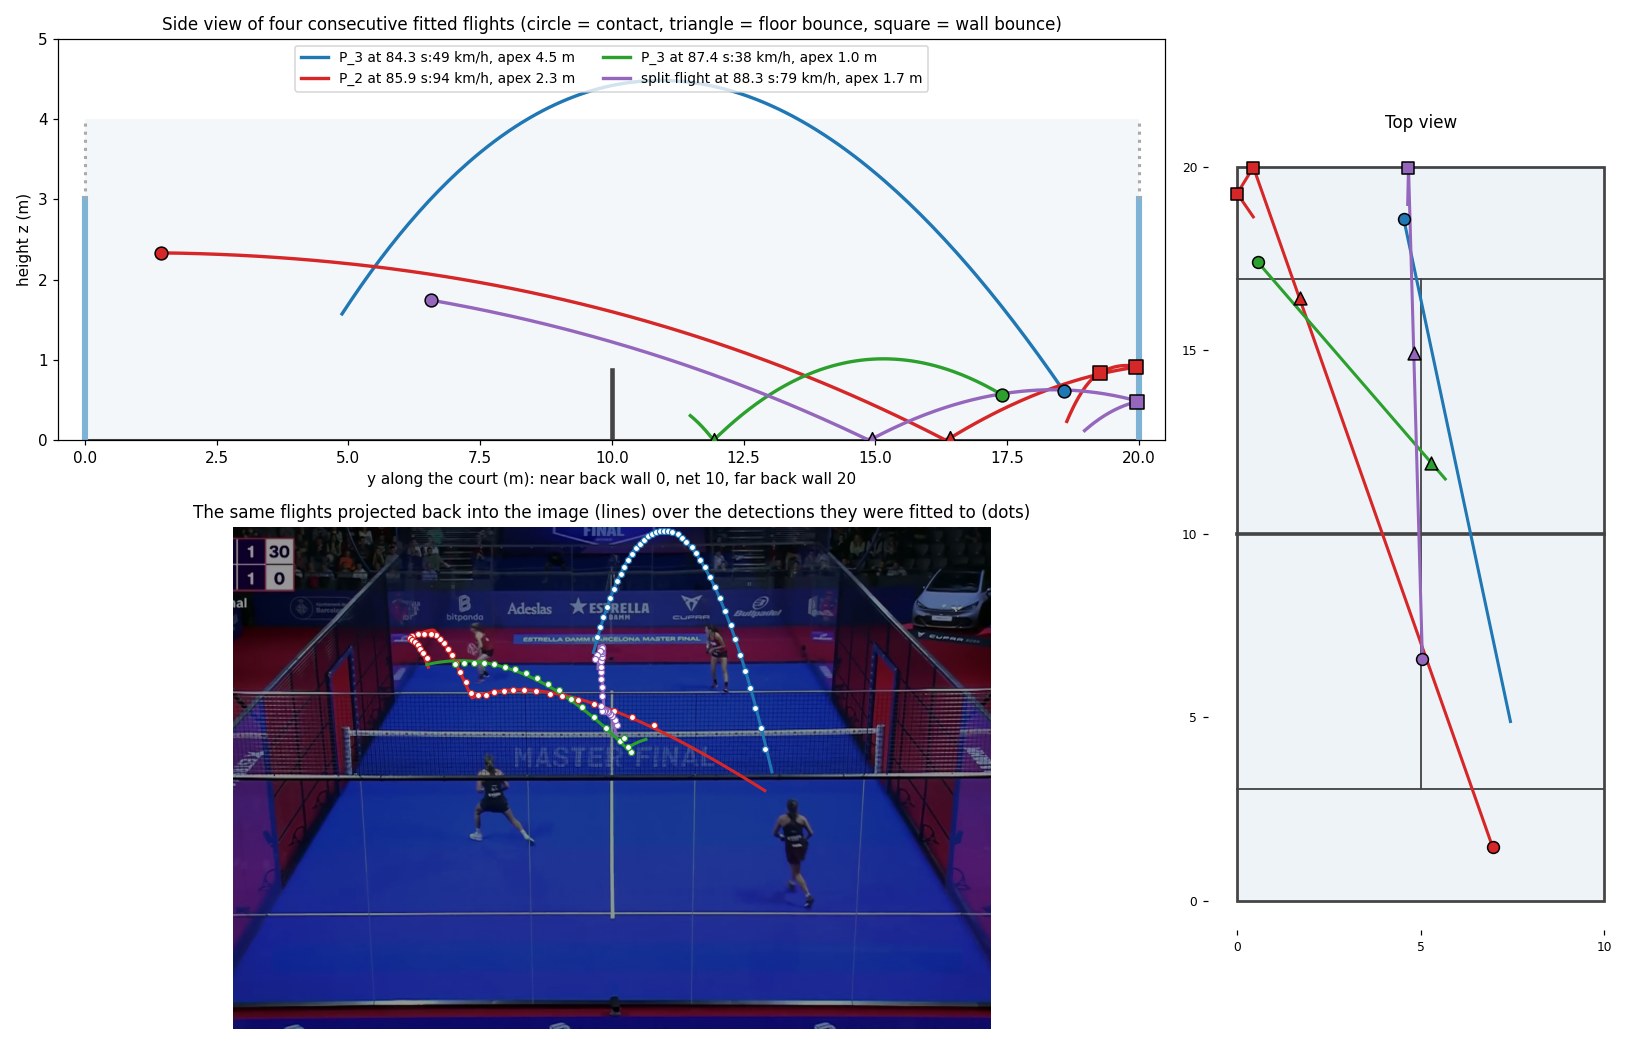 Side view of four consecutive fitted flights (circle = contact, triangle = floor bounce, square = wall bounce)
P_3 at 84.3 s:49 km/h, apex 4.5 m
P_2 at 85.9 s:94 km/h, apex 2.3 m
P_3 at 87.4 s:38 km/h, apex 1.0 m
split flight at 88.3 s:79 km/h, apex 1.7 m
height z (m)
5
4
3
2
1
0
0.0 2.5 5.0 7.5 10.0 12.5 15.0 17.5 20.0
y along the court (m): near back wall 0, net 10, far back wall 20
Top view
20
15
10
5
0
0 5 10
The same flights projected back into the image (lines) over the detections they were fitted to (dots)
FINAL
1 30
1 0
bitpanda
Adeslas
ESTRELLA
DAMM
CUPRA
Bullpadel
ESTRELLA DAMM BARCELONA MASTER FINAL
CUPRA
MASTER FINAL